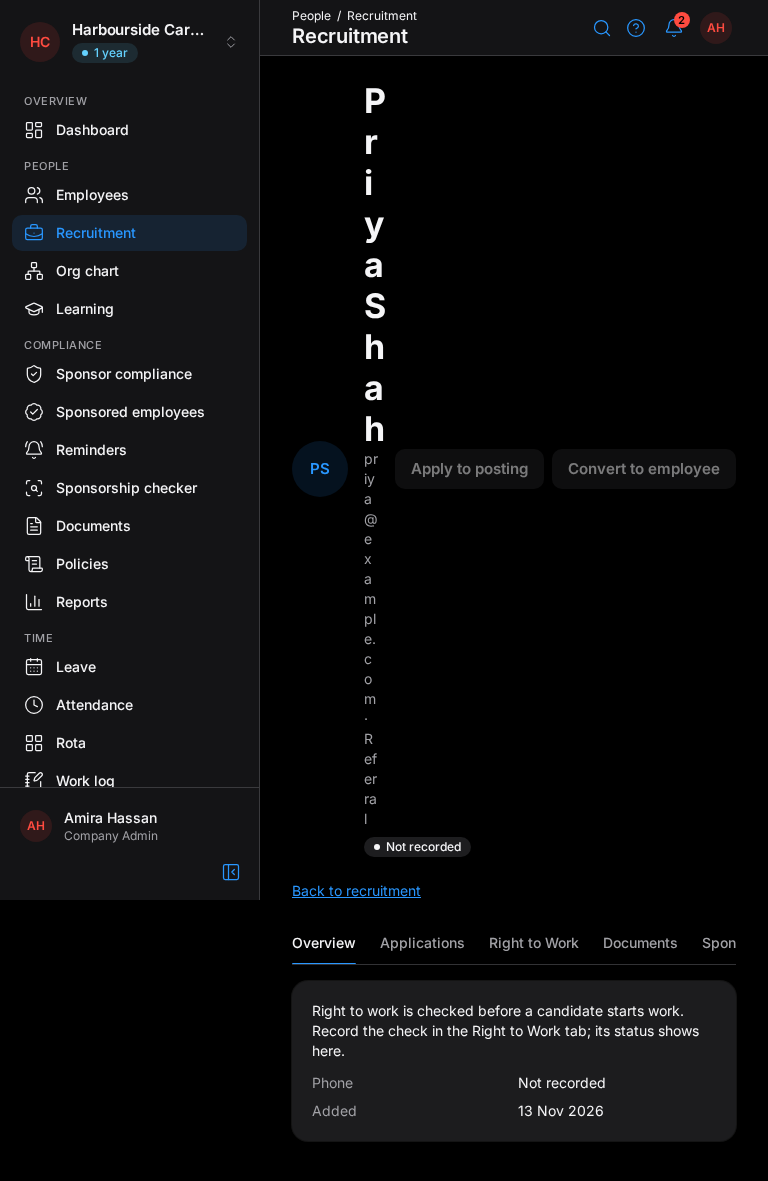 HC
Harbourside Car...
1 year
OVERVIEW
Dashboard
PEOPLE
Employees
Recruitment
Org chart
Learning
COMPLIANCE
Sponsor compliance
Sponsored employees
Reminders
Sponsorship checker
Documents
Policies
Reports
TIME
Leave
Attendance
Rota
Work log
AH
Amira Hassan
Company Admin
People / Recruitment
Recruitment
2
AH
PS
P
r
i
y
a
S
h
a
h
pr
iy
a
@
e
x
a
m
pl
e.
c
o
m
·
R
ef
er
ra
l
Not recorded
Apply to posting
Convert to employee
Back to recruitment
Overview Applications Right to Work Documents Spon
Right to work is checked before a candidate starts work.
Record the check in the Right to Work tab; its status shows
here.
Phone Not recorded
Added 13 Nov 2026